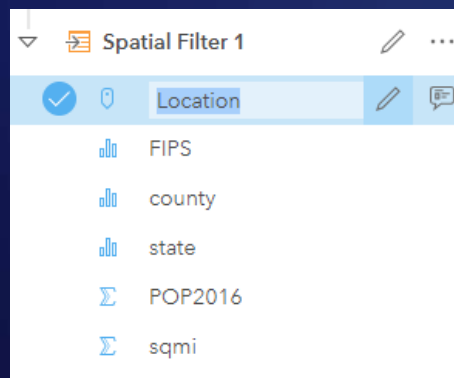 Spatial Filter 1
Location
FIPS
county
state
POP2016
sqmi